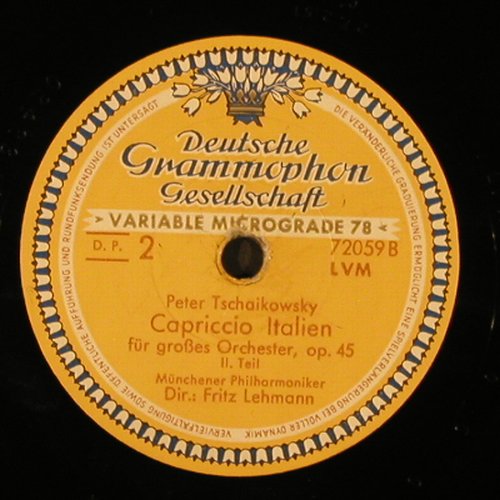 Deutsche
Grammophon
Gesellschaft
> VARIABLE MICROGRADE 78 <
D. P. 2 72059 B
LVM
Peter Tschaikowsky
Capriccio Italien
für großes Orchester, op. 45
II. Teil
Münchener Philharmoniker
Dir.: Fritz Lehmann
DIE VERÄNDERLICHE GRADUIERUNG ERMÖGLICHT EINE SPIELVERLÄNGERUNG BEI VOLLER DYNAMIK
VERVIELFÄLTIGUNG SOWIE ÖFFENTLICHE AUFFÜHRUNG UND RUNDFUNKSENDUNG IST UNTERSAGT